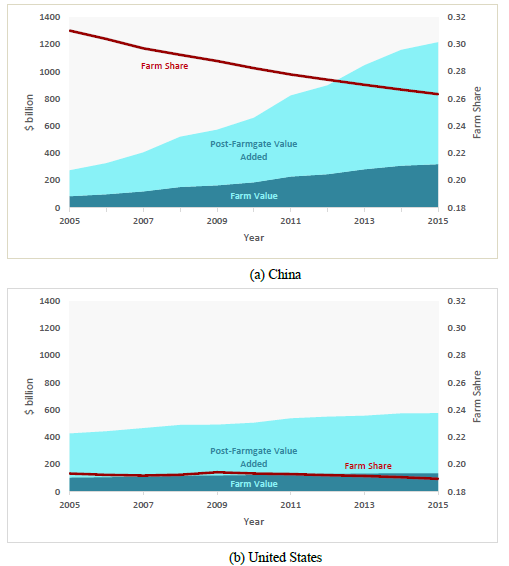 1400
1200
1000
800
600
400
200
0
$ billion
0.32
0.30
0.28
0.26
0.24
0.22
0.20
0.18
Farm Share
Farm Share
Post-Farmgate Value
Added
Farm Value
2005 2007 2009 2011 2013 2015
Year
(a) China
1400
1200
1000
800
600
400
200
0
$ billion
0.32
0.30
0.28
0.26
0.24
0.22
0.20
0.18
Farm Sahre
Post-Farmgate Value
Added
Farm Share
Farm Value
2005 2007 2009 2011 2013 2015
Year
(b) United States